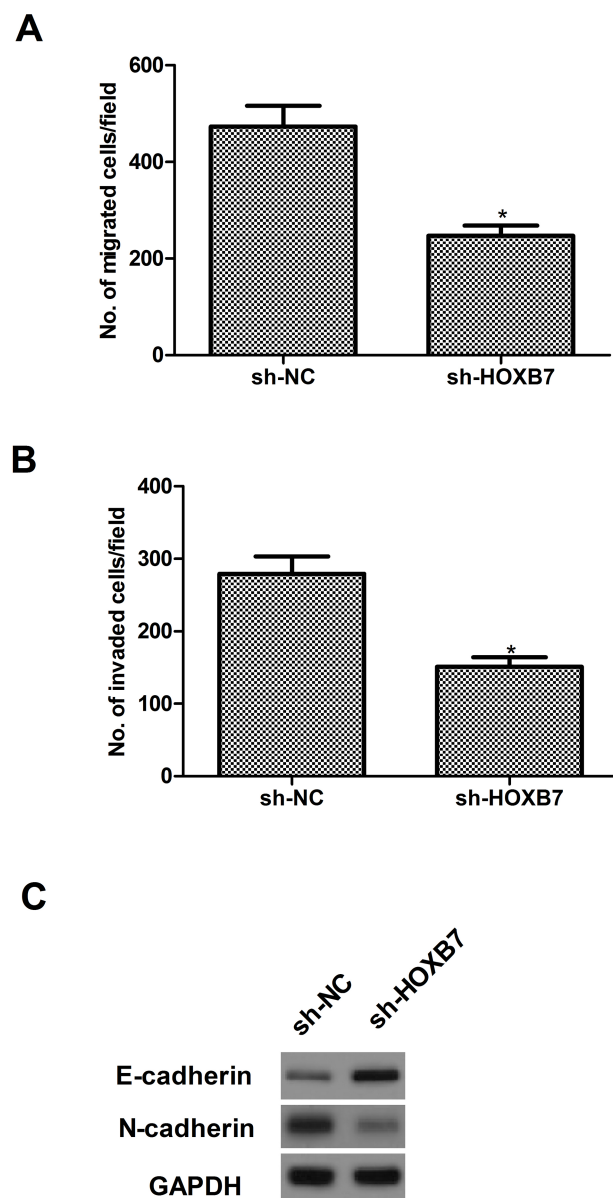 A
No. of migrated cells/field
600
400
200
0
*
sh-NC
sh-HOXB7
B
No. of invaded cells/field
400
300
200
100
0
*
sh-NC
sh-HOXB7
C
sh-NC
sh-HOXB7
E-cadherin
N-cadherin
GAPDH